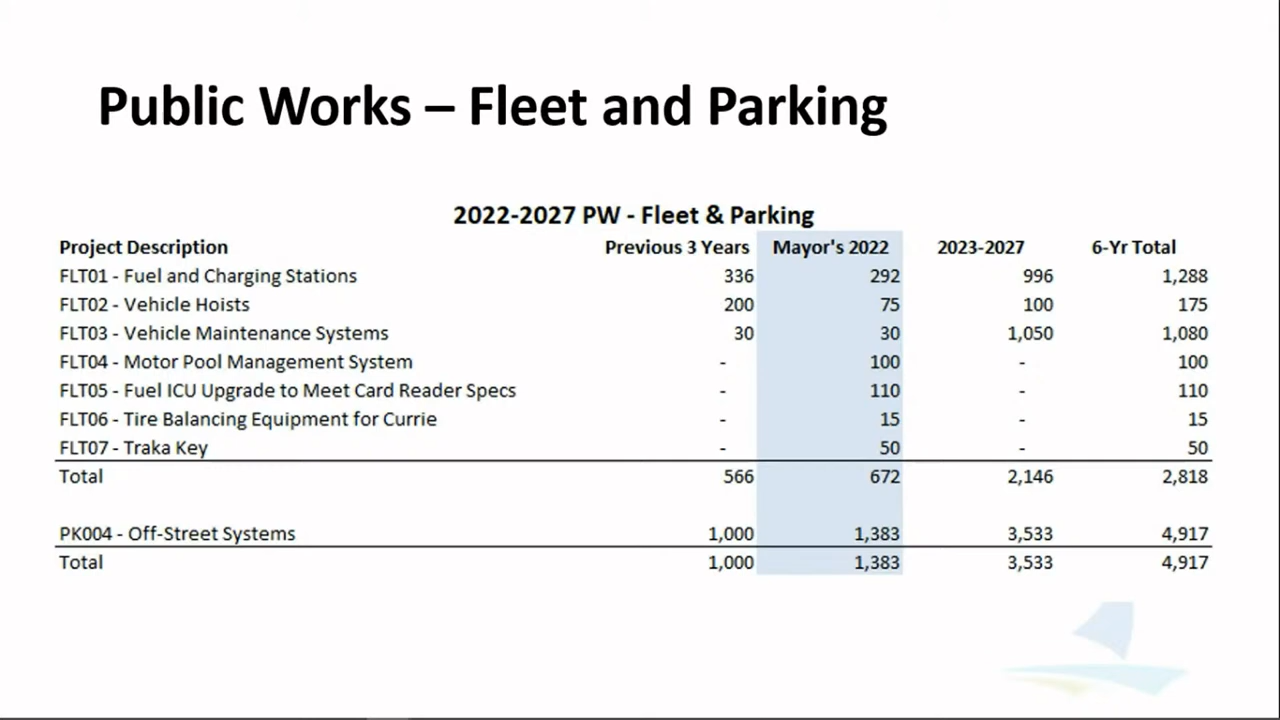 Public Works – Fleet and Parking
2022-2027 PW - Fleet & Parking
Project Description Previous 3 Years Mayor's 2022 2023-2027 6-Yr Total
FLT01 - Fuel and Charging Stations 336 292 996 1,288
FLT02 - Vehicle Hoists 200 75 100 175
FLT03 - Vehicle Maintenance Systems 30 30 1,050 1,080
FLT04 - Motor Pool Management System - 100 - 100
FLT05 - Fuel ICU Upgrade to Meet Card Reader Specs - 110 - 110
FLT06 - Tire Balancing Equipment for Currie - 15 - 15
FLT07 - Traka Key - 50 - 50
Total 566 672 2,146 2,818
PK004 - Off-Street Systems 1,000 1,383 3,533 4,917
Total 1,000 1,383 3,533 4,917